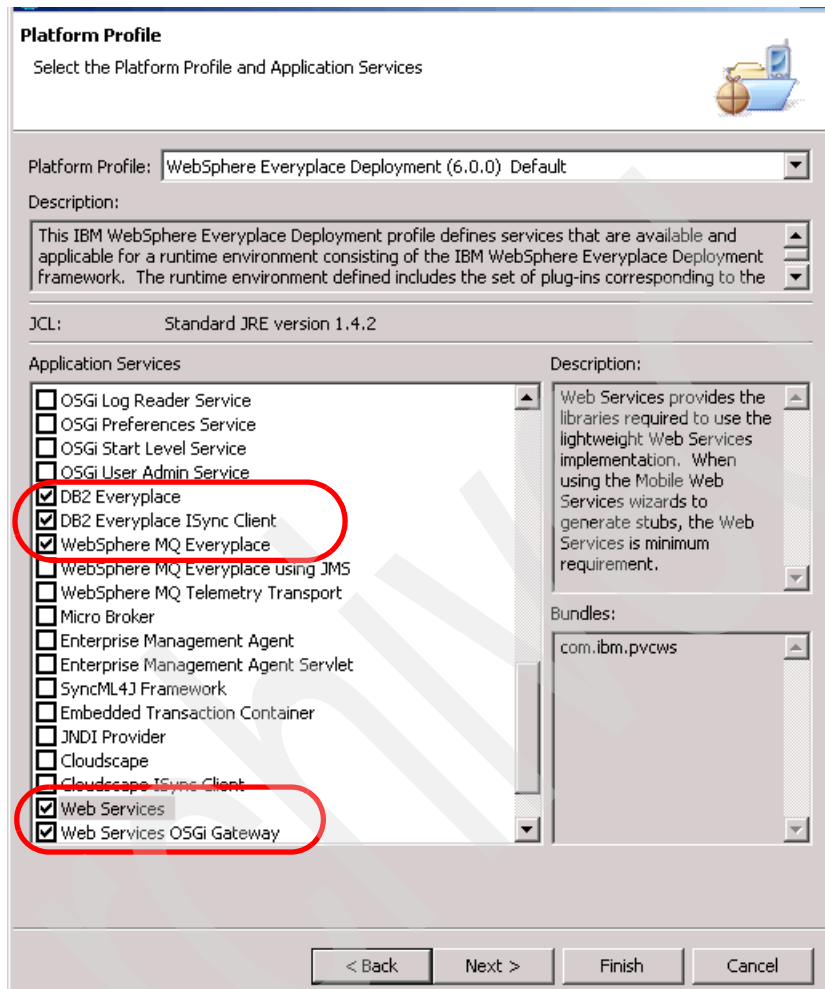 Platform Profile
Select the Platform Profile and Application Services
Platform Profile: WebSphere Everyplace Deployment (6.0.0) Default
Description:
This IBM WebSphere Everyplace Deployment profile defines services that are available and
applicable for a runtime environment consisting of the IBM WebSphere Everyplace Deployment
framework. The runtime environment defined includes the set of plug-ins corresponding to the
JCL: Standard JRE version 1.4.2
Application Services
OSGi Log Reader Service
OSGi Preferences Service
OSGi Start Level Service
OSGi User Admin Service
DB2 Everyplace
DB2 Everyplace ISync Client
WebSphere MQ Everyplace
WebSphere MQ Everyplace using JMS
WebSphere MQ Telemetry Transport
Micro Broker
Enterprise Management Agent
Enterprise Management Agent Servlet
SyncML4J Framework
Embedded Transaction Container
JNDI Provider
Cloudscape
Cloudscape ISync Client
Web Services
Web Services OSGi Gateway
Description:
Web Services provides the
libraries required to use the
lightweight Web Services
implementation. When
using the Mobile Web
Services wizards to
generate stubs, the Web
Services is minimum
requirement.
Bundles:
com.ibm.pvcws
< Back Next > Finish Cancel